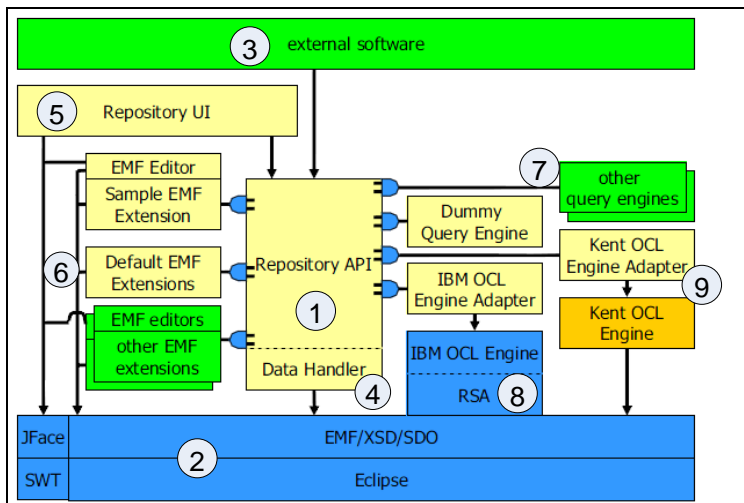 3
external software
5
Repository UI
EMF Editor
Sample EMF
Extension
7
other
query engines
Dummy
Query Engine
Kent OCL
Engine Adapter
6
Default EMF
Extensions
Repository API
IBM OCL
Engine Adapter
9
1
EMF editors
other EMF
extensions
Kent OCL
Engine
IBM OCL Engine
Data Handler
4
RSA
8
JFace
EMF/XSD/SDO
2
SWT
Eclipse